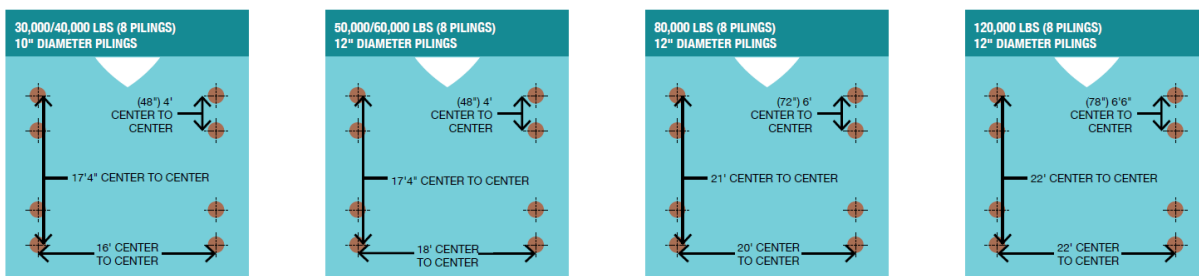 30,000/40,000 LBS (8 PILINGS)
10" DIAMETER PILINGS
(48") 4'
CENTER TO
CENTER
17'4" CENTER TO CENTER
16' CENTER
TO CENTER
50,000/60,000 LBS (8 PILINGS)
12" DIAMETER PILINGS
(48") 4'
CENTER TO
CENTER
17'4" CENTER TO CENTER
18' CENTER
TO CENTER
80,000 LBS (8 PILINGS)
12" DIAMETER PILINGS
(72") 6'
CENTER TO
CENTER
21' CENTER TO CENTER
20' CENTER
TO CENTER
120,000 LBS (8 PILINGS)
12" DIAMETER PILINGS
(78") 6'6"
CENTER TO
CENTER
22' CENTER TO CENTER
22' CENTER
TO CENTER